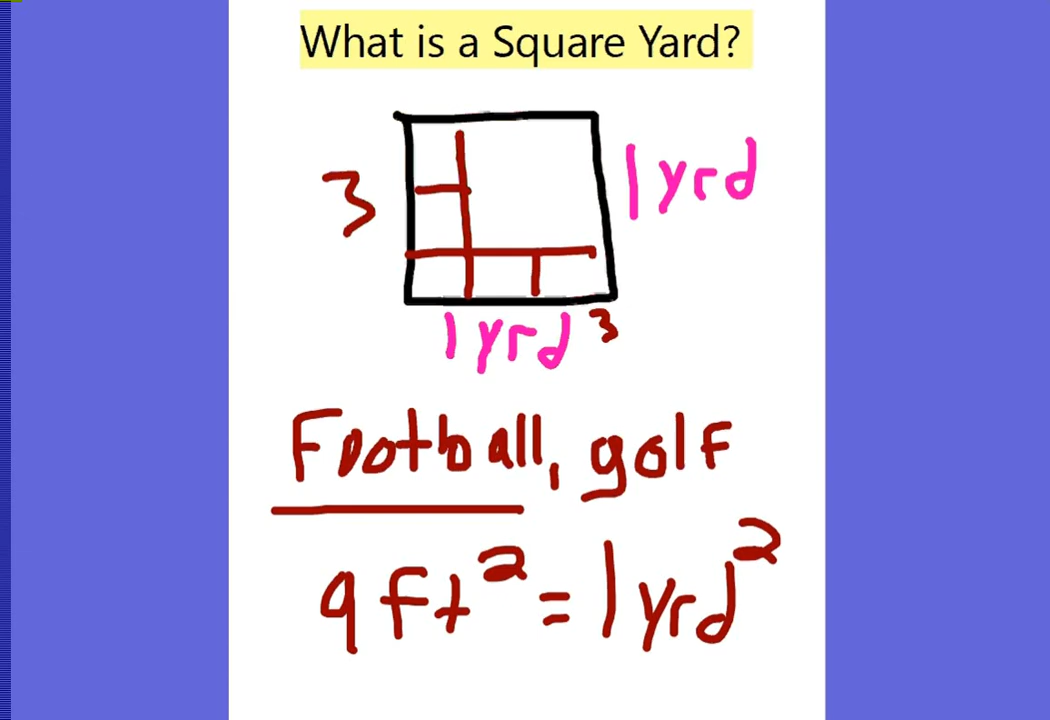 What is a Square Yard?
3
1 yrd
1 yrd 3
Football, golf
9 ft² = 1 yrd²